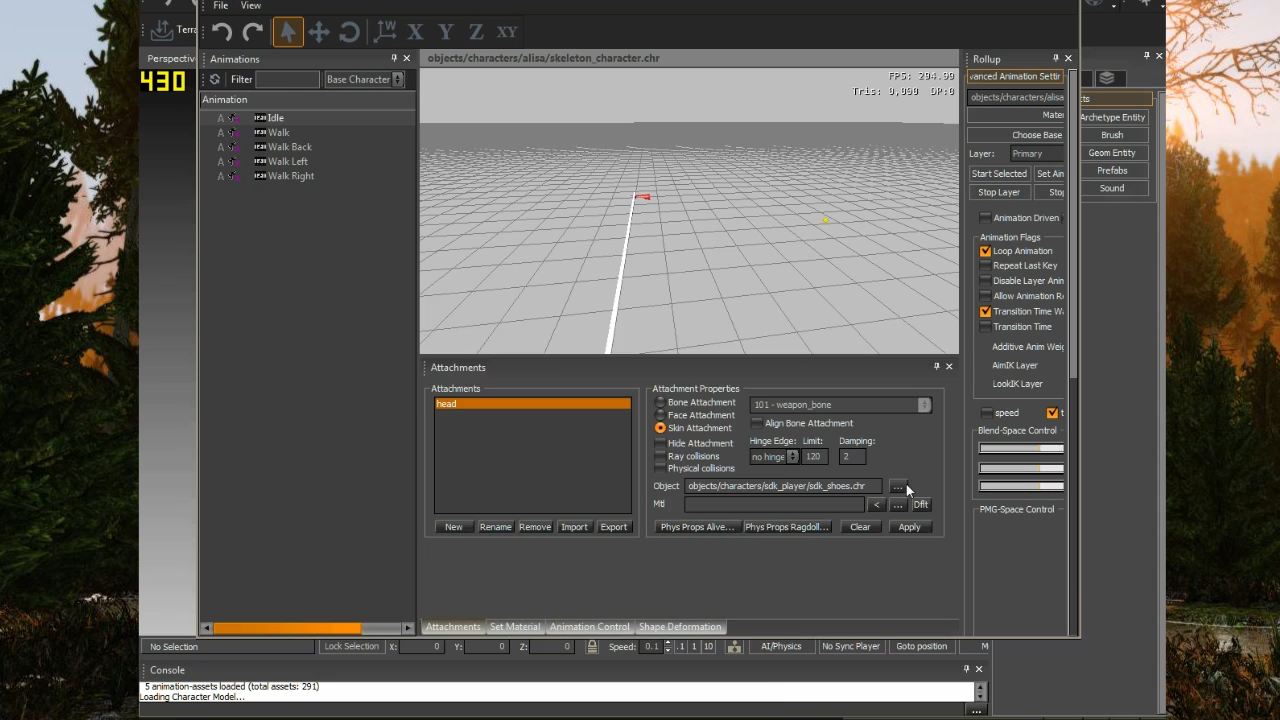 File View
Terra
W X Y Z XY
Perspectiv
430
Animations
Filter Base Character
Animation
Idle
Walk
Walk Back
Walk Left
Walk Right
objects/characters/alisa/skeleton_character.chr
FPS: 294.99
Tris: 0,000 DP:0
Attachments
Attachments
head
New Rename Remove Import Export
Attachment Properties
Bone Attachment 101 - weapon_bone
Face Attachment
Skin Attachment Align Bone Attachment
Hide Attachment Hinge Edge: Limit: Damping:
Ray collisions no hinge 120 2
Physical collisions
Object objects/characters/sdk_player/sdk_shoes.chr ...
Mtl < ... Dflt
Phys Props Alive... Phys Props Ragdoll... Clear Apply
Attachments Set Material Animation Control Shape Deformation
Rollup
vanced Animation Settin
objects/characters/alisa
Mater
Choose Base
Layer: Primary
Start Selected Set Ani
Stop Layer Sto
Animation Driven
Animation Flags
Loop Animation
Repeat Last Key
Disable Layer Anin
Allow Animation R
Transition Time W
Transition Time
Additive Anim Weig
AimIK Layer
LookIK Layer
speed t
Blend-Space Control
PMG-Space Control
cts
Archetype Entity
Brush
Geom Entity
Prefabs
Sound
No Selection Lock Selection X: 0 Y: 0 Z: 0 Speed: 0.1 .1 1 10 AI/Physics No Sync Player Goto position M
Console
5 animation-assets loaded (total assets: 291)
Loading Character Model...
...